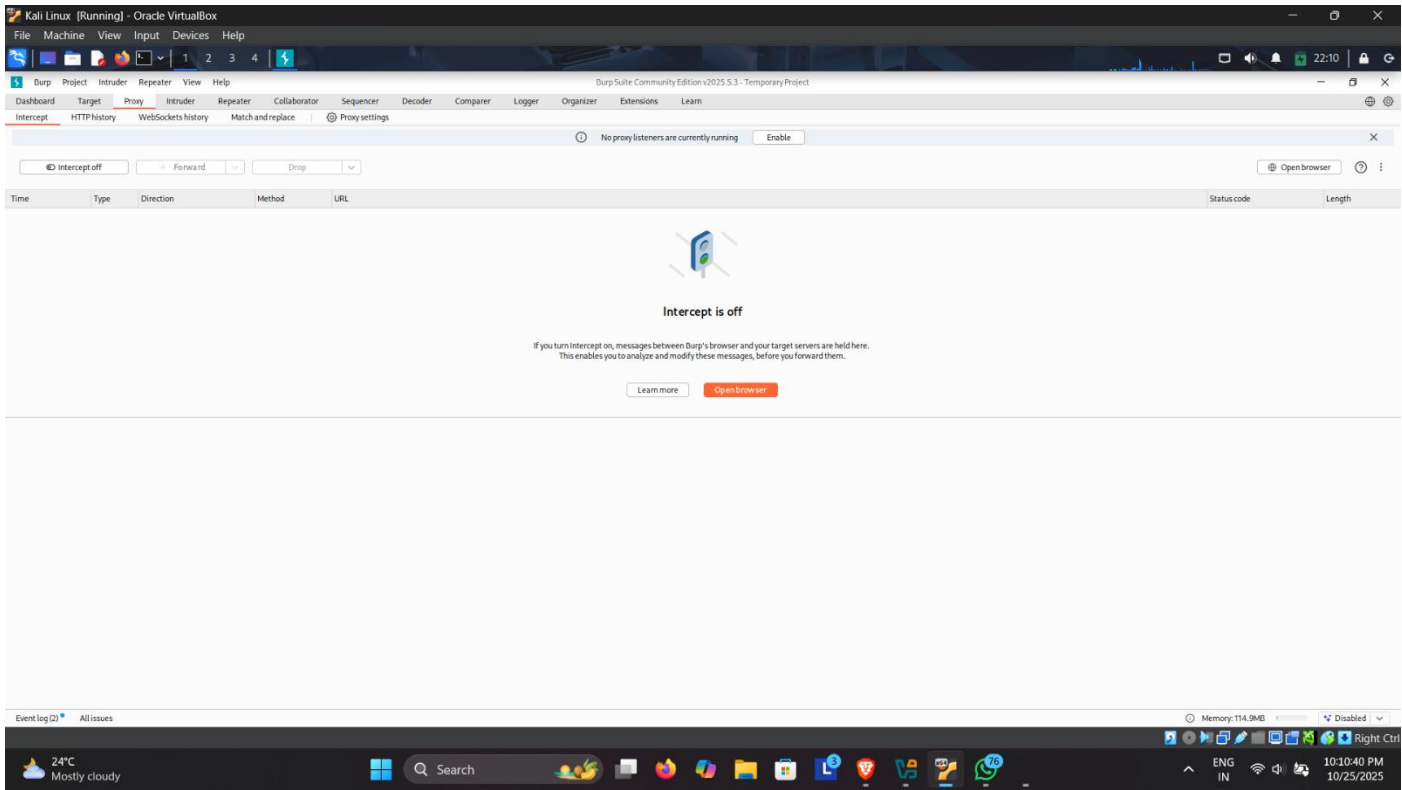 Kali Linux [Running] - Oracle VirtualBox
File Machine View Input Devices Help
1 2 3 4 22:10
Burp Project Intruder Repeater View Help Burp Suite Community Edition v2025.5.3 - Temporary Project
Dashboard Target Proxy Intruder Repeater Collaborator Sequencer Decoder Comparer Logger Organizer Extensions Learn
Intercept HTTP history WebSockets history Match and replace Proxy settings
No proxy listeners are currently running Enable
Intercept off Forward Drop Open browser
Time Type Direction Method URL Status code Length
Intercept is off
If you turn Intercept on, messages between Burp's browser and your target servers are held here.
This enables you to analyze and modify these messages, before you forward them.
Learn more Open browser
Event log (2) All issues Memory: 114.9MB Disabled
Right Ctrl
24°C
Mostly cloudy
Search
3
76
ENG
IN
10:10:40 PM
10/25/2025